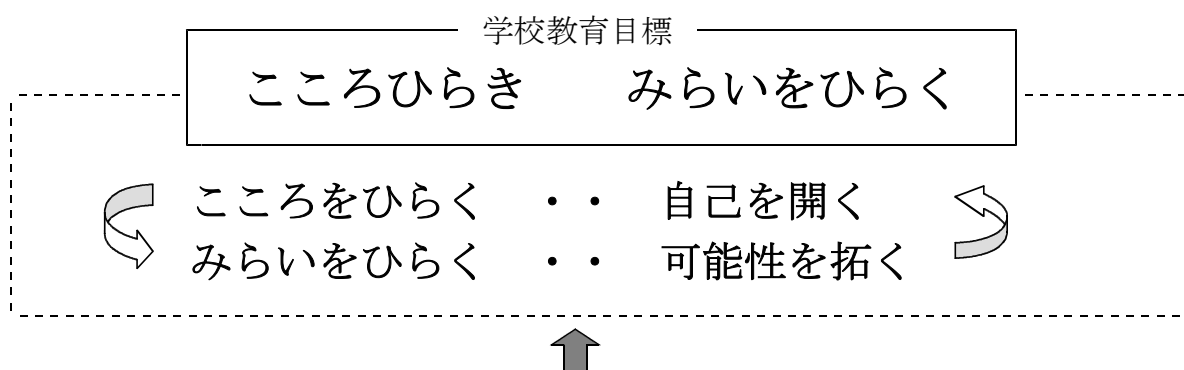 学校教育目標
こころひらき　　みらいをひらく
こころをひらく　・・　自己を開く
みらいをひらく　・・　可能性を拓く